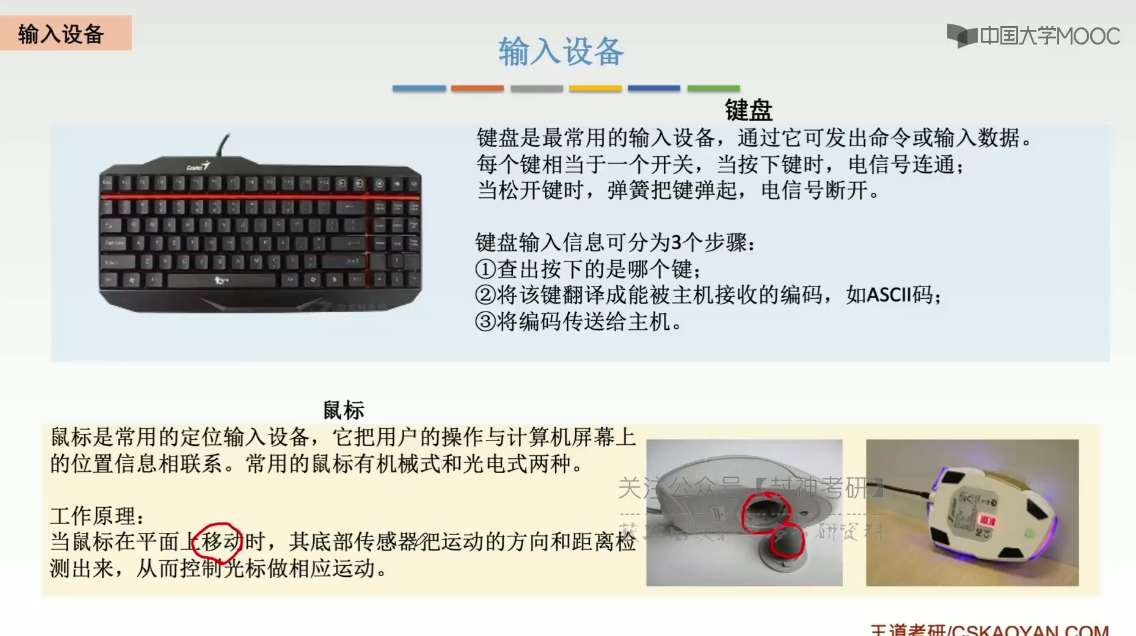 输入设备
中国大学MOOC
输入设备
键盘
键盘是最常用的输入设备，通过它可发出命令或输入数据。
每个键相当于一个开关，当按下键时，电信号连通；
当松开键时，弹簧把键弹起，电信号断开。
键盘输入信息可分为3个步骤：
①查出按下的是哪个键；
②将该键翻译成能被主机接收的编码，如ASCII码；
③将编码传送给主机。
鼠标
鼠标是常用的定位输入设备，它把用户的操作与计算机屏幕上
的位置信息相联系。常用的鼠标有机械式和光电式两种。
工作原理：
当鼠标在平面上移动时，其底部传感器把运动的方向和距离检
测出来，从而控制光标做相应运动。
关注公众号【封神考研】
王道考研/CSKAOYAN.COM